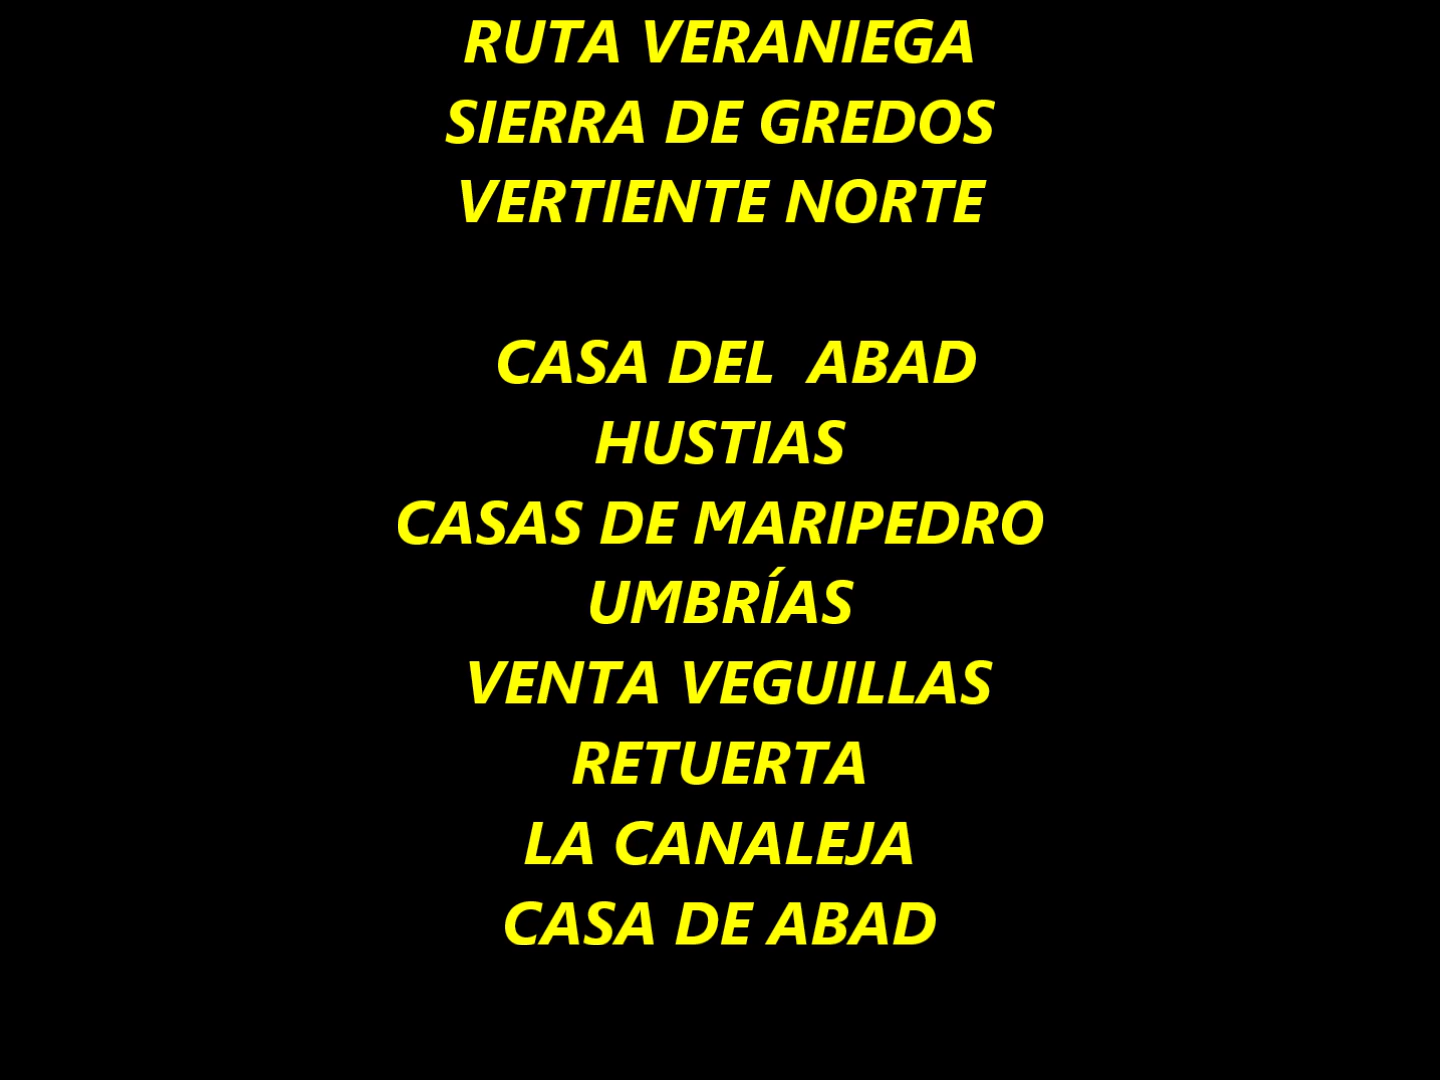 RUTA VERANIEGA
SIERRA DE GREDOS
VERTIENTE NORTE
CASA DEL  ABAD
HUSTIAS
CASAS DE MARIPEDRO
UMBRÍAS
VENTA VEGUILLAS
RETUERTA
LA CANALEJA
CASA DE ABAD